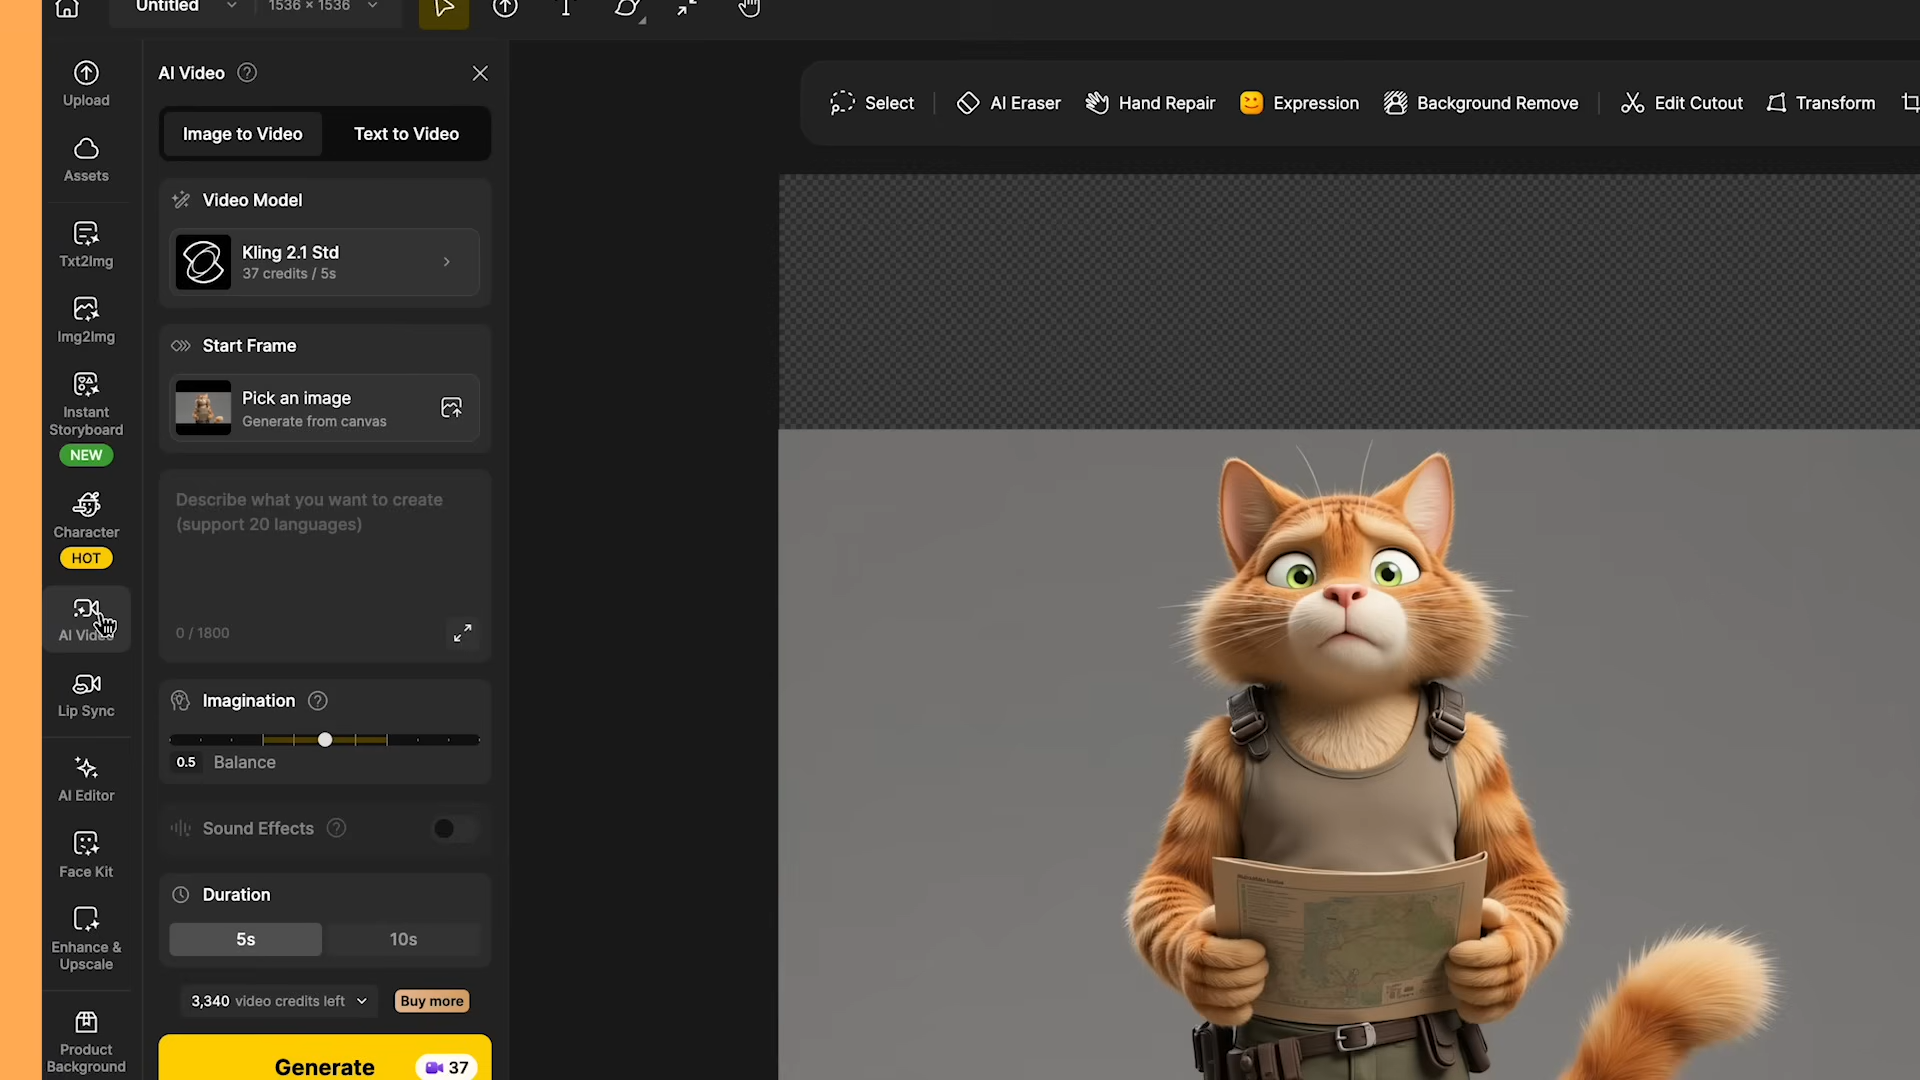 Untitled
1536 × 1536
Upload
Assets
Txt2Img
Img2Img
Instant
Storyboard
NEW
Character
HOT
AI Video
Lip Sync
AI Editor
Face Kit
Enhance &
Upscale
Product
Background
AI Video
Image to Video
Text to Video
Video Model
Kling 2.1 Std
37 credits / 5s
Start Frame
Pick an image
Generate from canvas
Describe what you want to create
(support 20 languages)
0 / 1800
Imagination
0.5 Balance
Sound Effects
Duration
5s
10s
3,340 video credits left
Buy more
Generate
37
Select
AI Eraser
Hand Repair
Expression
Background Remove
Edit Cutout
Transform